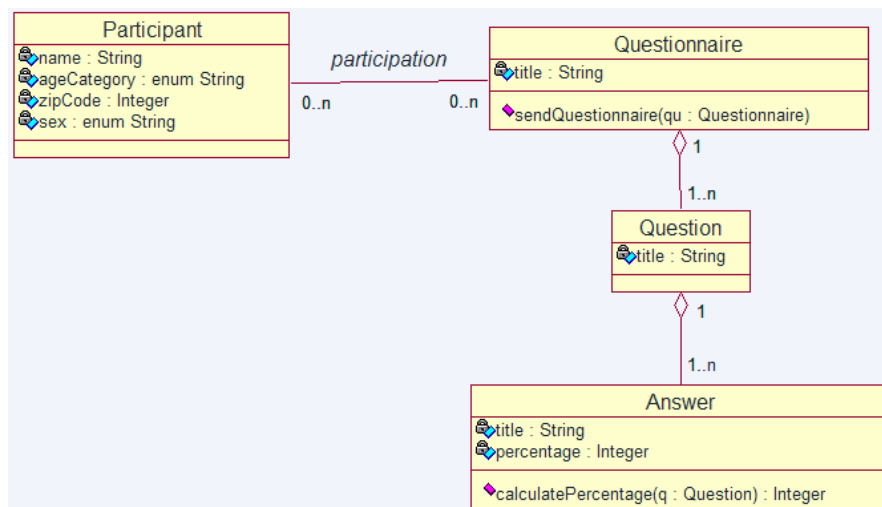 Participant
name : String
ageCategory : enum String
zipCode : Integer
sex : enum String
participation
0..n
0..n
Questionnaire
title : String
sendQuestionnaire(qu : Questionnaire)
1
1..n
Question
title : String
1
1..n
Answer
title : String
percentage : Integer
calculatePercentage(q : Question) : Integer